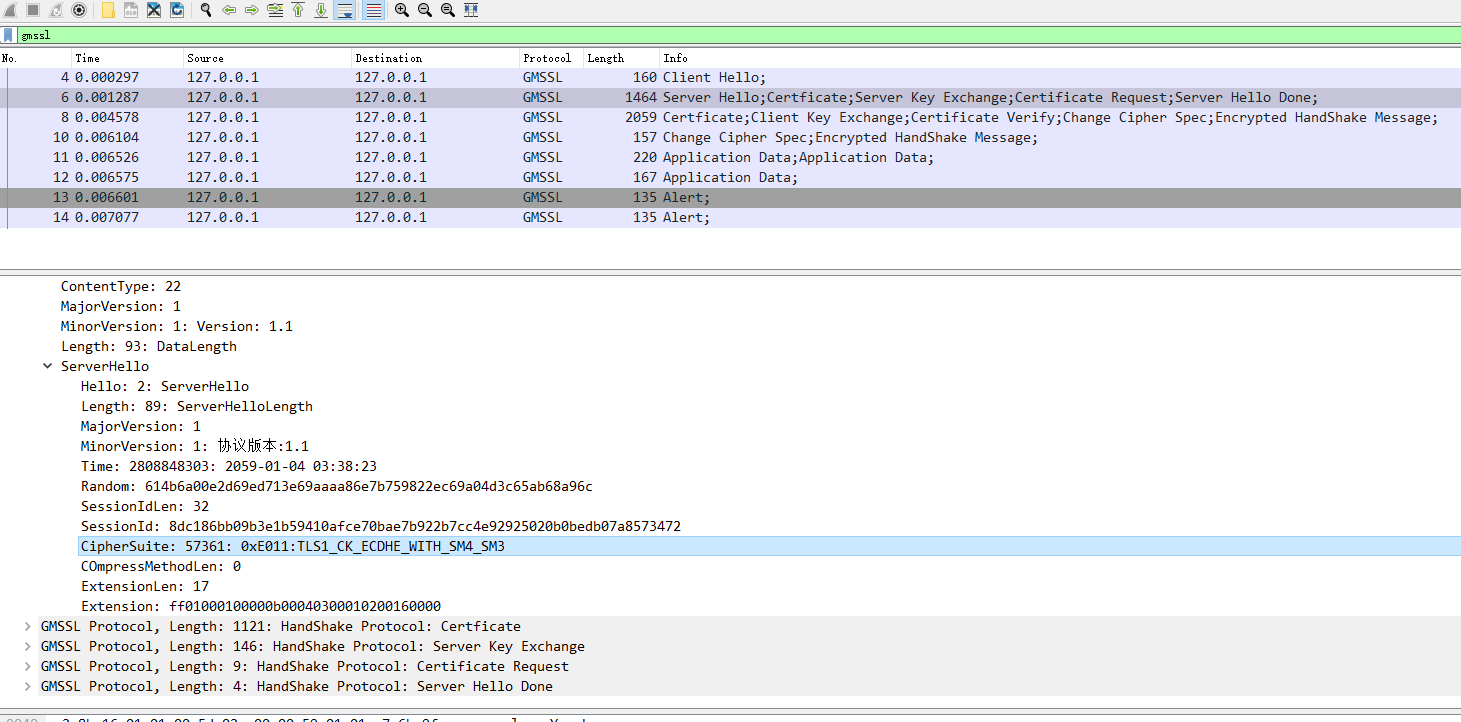 gmssl
No. Time Source Destination Protocol Length Info
4 0.000297 127.0.0.1 127.0.0.1 GMSSL 160 Client Hello;
6 0.001287 127.0.0.1 127.0.0.1 GMSSL 1464 Server Hello;Certficate;Server Key Exchange;Certificate Request;Server Hello Done;
8 0.004578 127.0.0.1 127.0.0.1 GMSSL 2059 Certficate;Client Key Exchange;Certificate Verify;Change Cipher Spec;Encrypted HandShake Message;
10 0.006104 127.0.0.1 127.0.0.1 GMSSL 157 Change Cipher Spec;Encrypted HandShake Message;
11 0.006526 127.0.0.1 127.0.0.1 GMSSL 220 Application Data;Application Data;
12 0.006575 127.0.0.1 127.0.0.1 GMSSL 167 Application Data;
13 0.006601 127.0.0.1 127.0.0.1 GMSSL 135 Alert;
14 0.007077 127.0.0.1 127.0.0.1 GMSSL 135 Alert;
ContentType: 22
MajorVersion: 1
MinorVersion: 1: Version: 1.1
Length: 93: DataLength
ServerHello
Hello: 2: ServerHello
Length: 89: ServerHelloLength
MajorVersion: 1
MinorVersion: 1: 协议版本:1.1
Time: 2808848303: 2059-01-04 03:38:23
Random: 614b6a00e2d69ed713e69aaaa86e7b759822ec69a04d3c65ab68a96c
SessionIdLen: 32
SessionId: 8dc186bb09b3e1b59410afce70bae7b922b7cc4e92925020b0bedb07a8573472
CipherSuite: 57361: 0xE011:TLS1_CK_ECDHE_WITH_SM4_SM3
COmpressMethodLen: 0
ExtensionLen: 17
Extension: ff01000100000b00040300010200160000
GMSSL Protocol, Length: 1121: HandShake Protocol: Certficate
GMSSL Protocol, Length: 146: HandShake Protocol: Server Key Exchange
GMSSL Protocol, Length: 9: HandShake Protocol: Certificate Request
GMSSL Protocol, Length: 4: HandShake Protocol: Server Hello Done